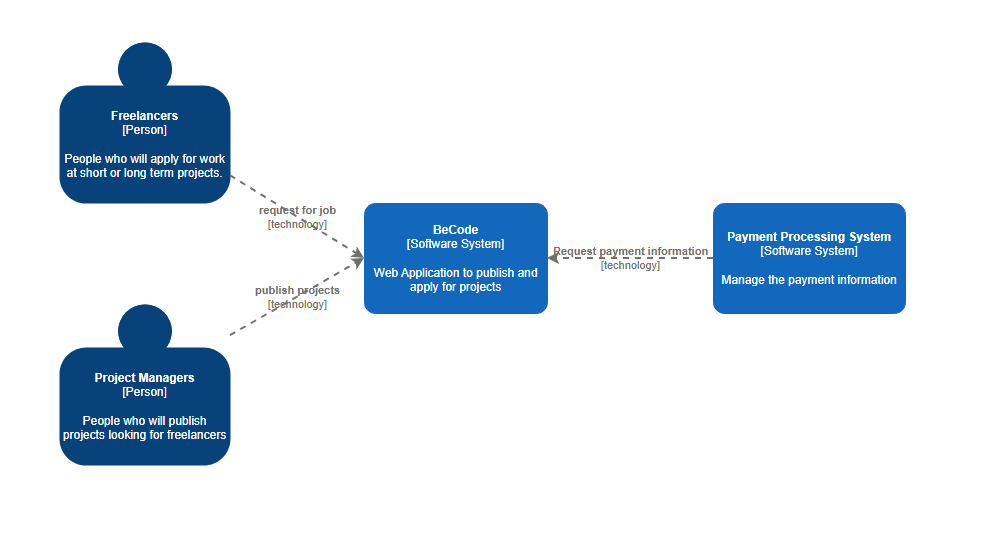 Freelancers
[Person]
People who will apply for work
at short or long term projects.
request for job
[technology]
BeCode
[Software System]
Web Application to publish and
apply for projects
Request payment information
[technology]
Payment Processing System
[Software System]
Manage the payment information
publish projects
[technology]
Project Managers
[Person]
People who will publish
projects looking for freelancers